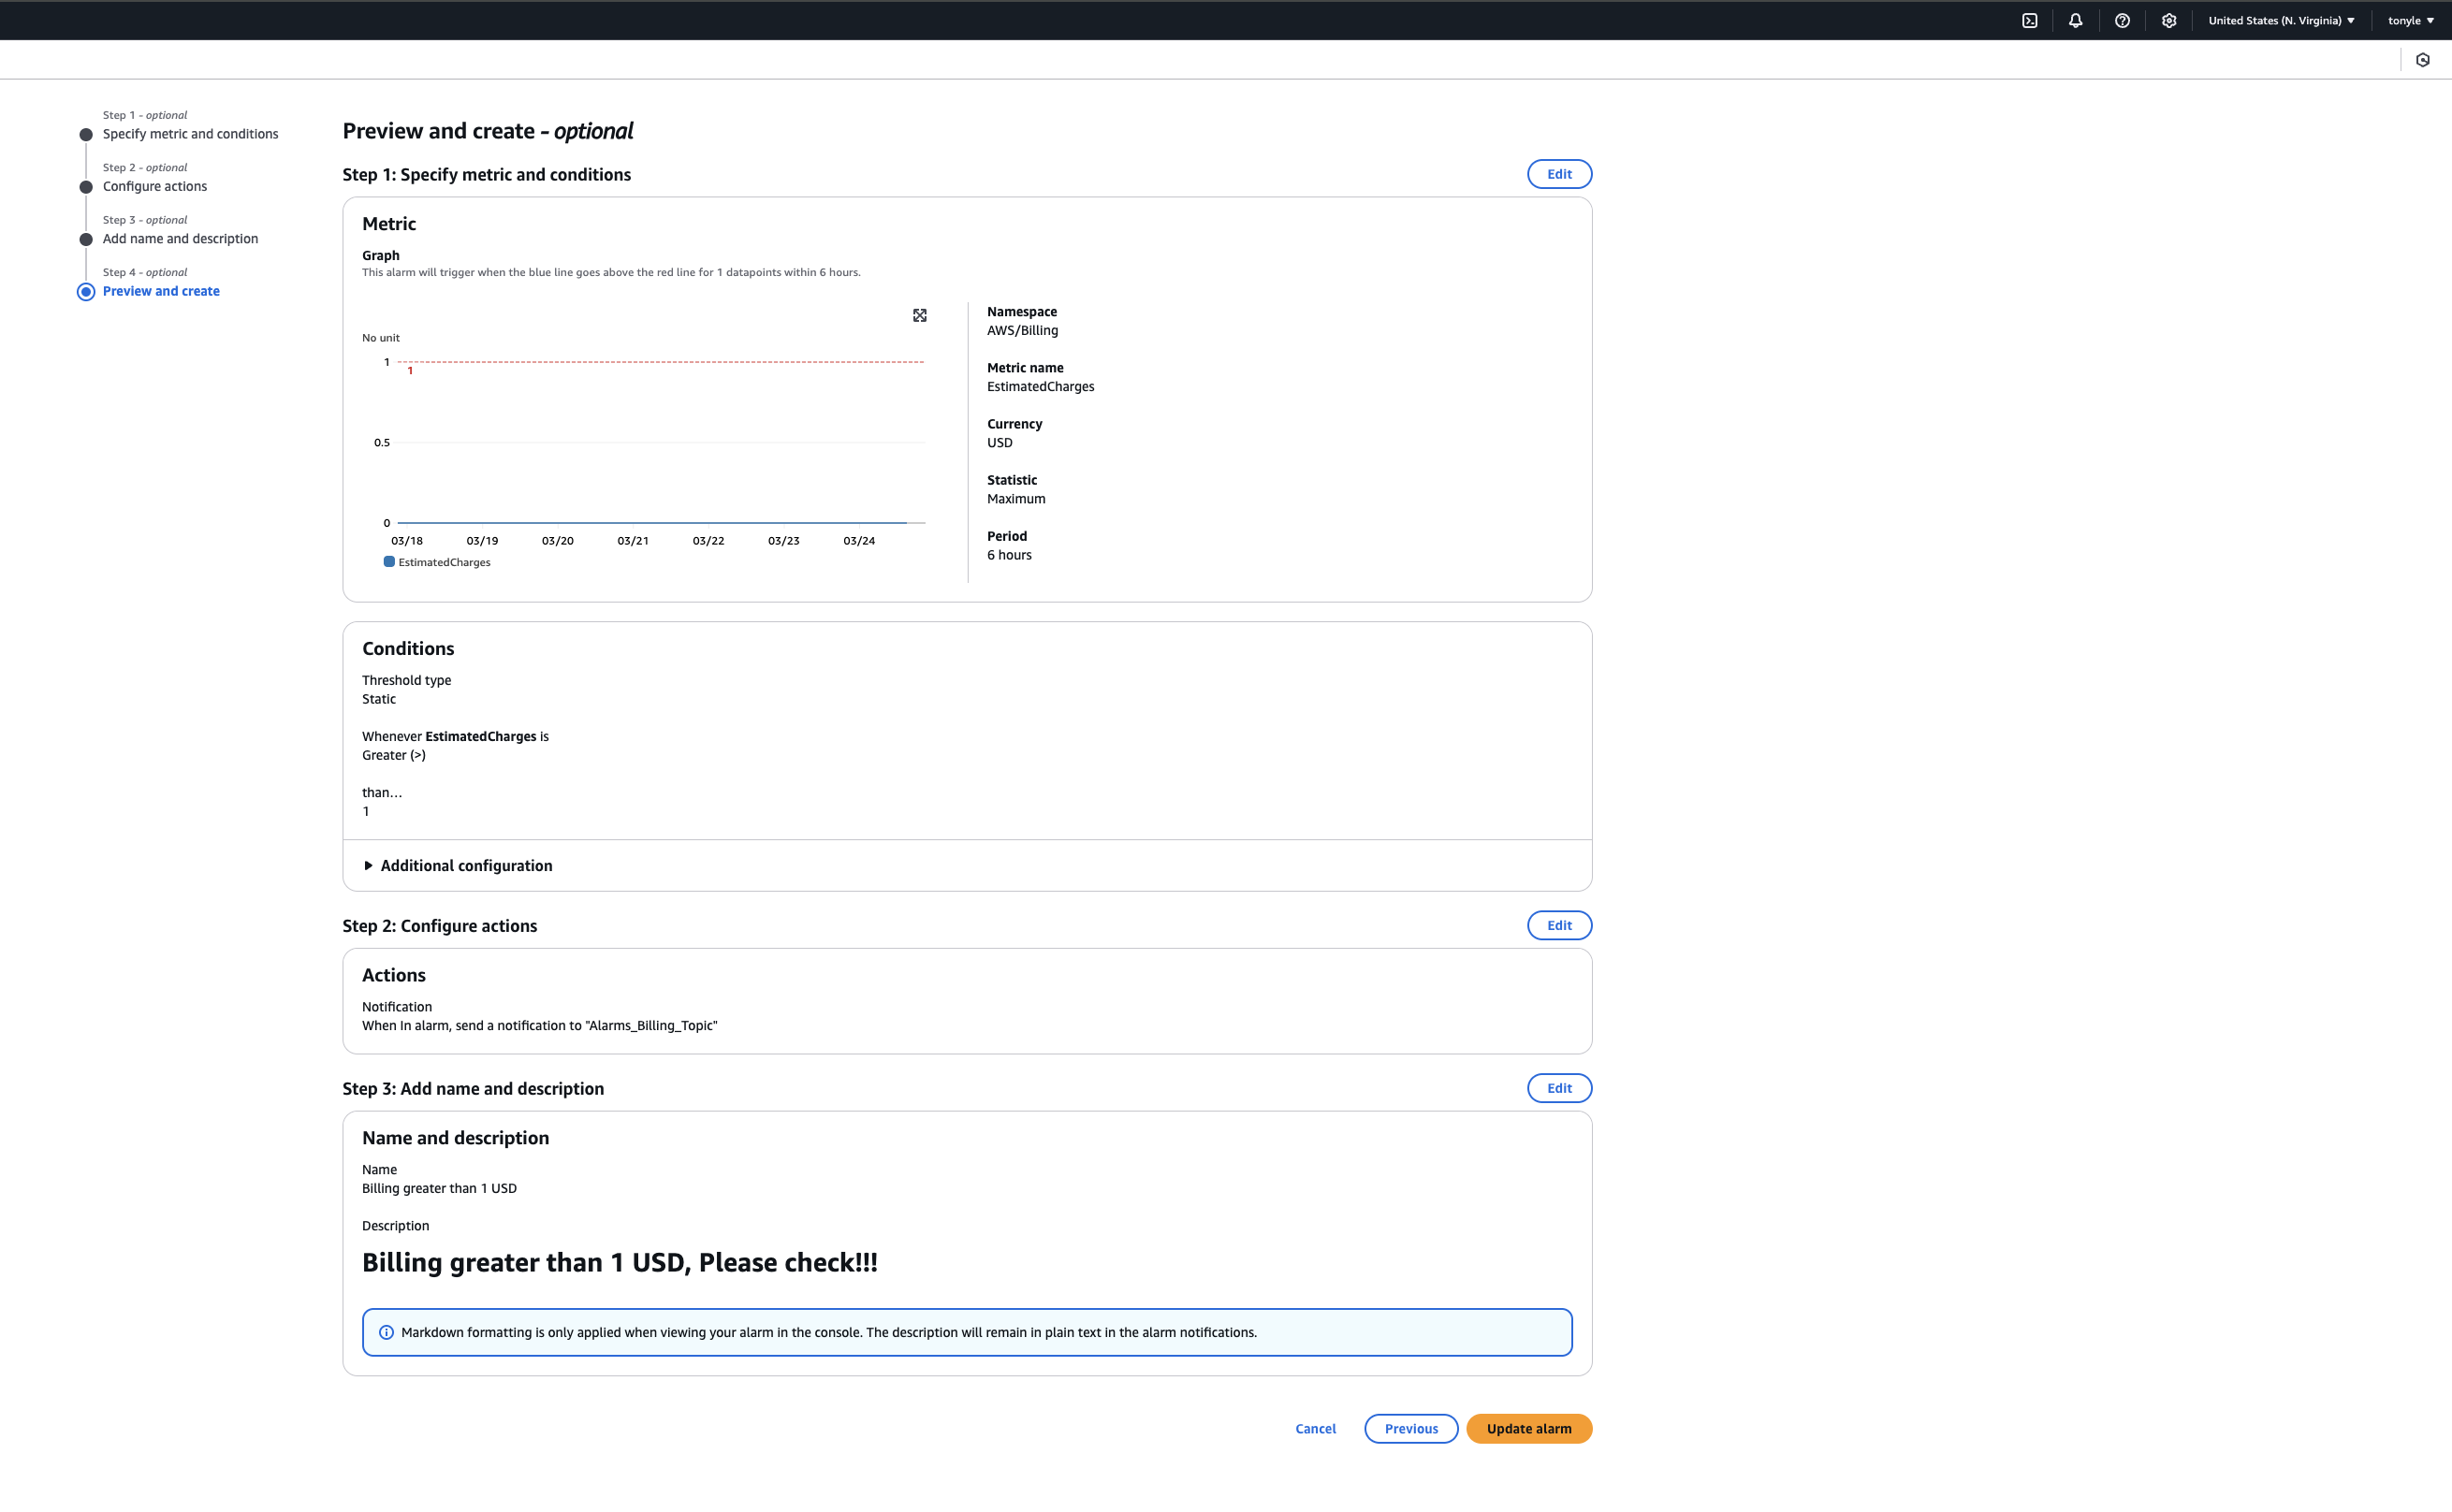 United States (N. Virginia) ▼
tonyle ▼
Step 1 - optional
Specify metric and conditions
Step 2 - optional
Configure actions
Step 3 - optional
Add name and description
Step 4 - optional
Preview and create
Preview and create - optional
Step 1: Specify metric and conditions
Edit
Metric
Graph
This alarm will trigger when the blue line goes above the red line for 1 datapoints within 6 hours.
No unit
1
1
0.5
0
03/18 03/19 03/20 03/21 03/22 03/23 03/24
EstimatedCharges
Namespace
AWS/Billing
Metric name
EstimatedCharges
Currency
USD
Statistic
Maximum
Period
6 hours
Conditions
Threshold type
Static
Whenever EstimatedCharges is
Greater (>)
than...
1
Additional configuration
Step 2: Configure actions
Edit
Actions
Notification
When In alarm, send a notification to "Alarms_Billing_Topic"
Step 3: Add name and description
Edit
Name and description
Name
Billing greater than 1 USD
Description
Billing greater than 1 USD, Please check!!!
Markdown formatting is only applied when viewing your alarm in the console. The description will remain in plain text in the alarm notifications.
Cancel
Previous
Update alarm